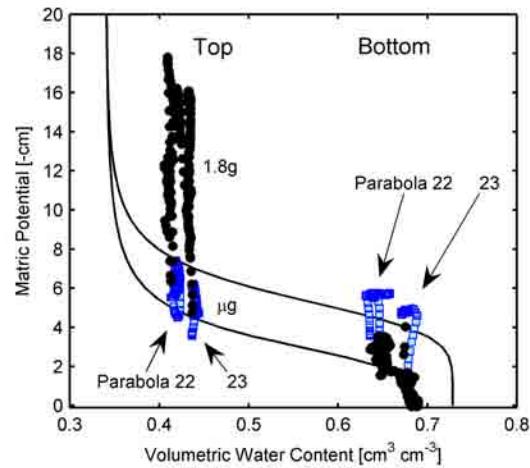 20
18
16
14
12
10
8
6
4
2
0
Matric Potential [-cm]
Top
Bottom
1.8g
μg
Parabola 22
23
Parabola 22
23
0.3 0.4 0.5 0.6 0.7 0.8
Volumetric Water Content [cm³ cm⁻³]